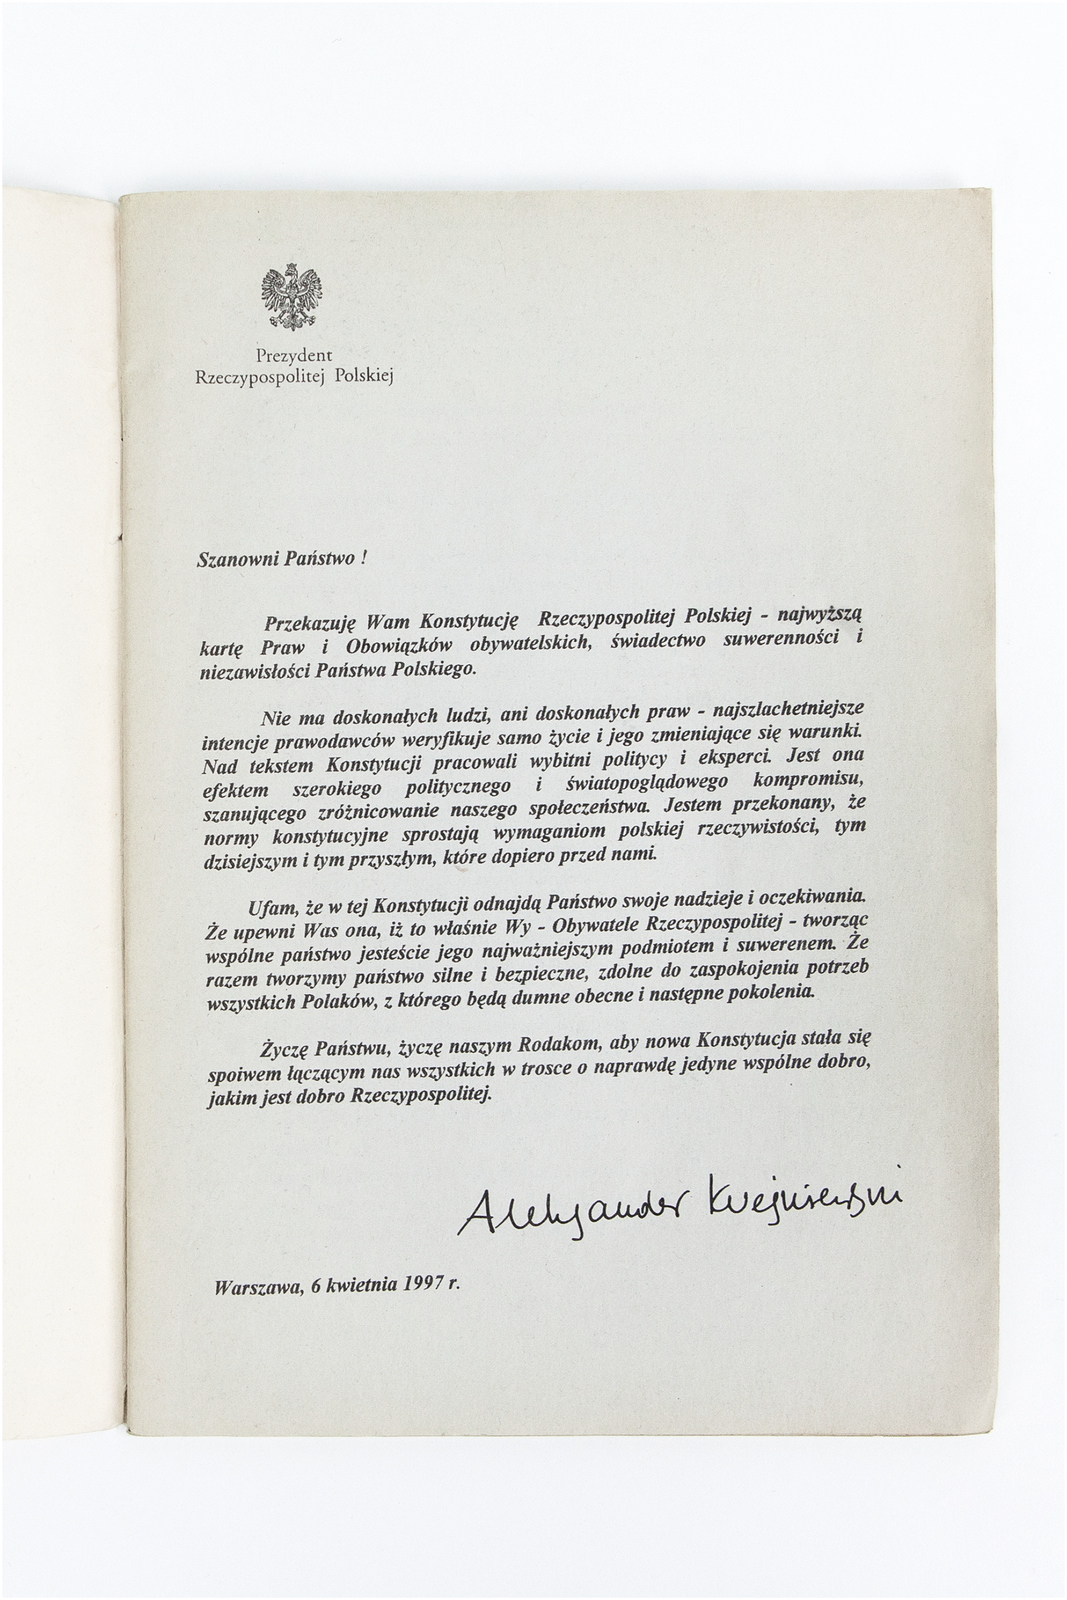 Prezydent
Rzeczypospolitej Polskiej
Szanowni Państwo !
Przekazuję Wam Konstytucję Rzeczypospolitej Polskiej - najwyższą
kartę Praw i Obowiązków obywatelskich, świadectwo suwerenności i
niezawisłości Państwa Polskiego.
Nie ma doskonałych ludzi, ani doskonałych praw - najszlachetniejsze
intencje prawodawców weryfikuje samo życie i jego zmieniające się warunki.
Nad tekstem Konstytucji pracowali wybitni politycy i eksperci. Jest ona
efektem szerokiego politycznego i światopoglądowego kompromisu,
szanującego zróżnicowanie naszego społeczeństwa. Jestem przekonany, że
normy konstytucyjne sprostają wymaganiom polskiej rzeczywistości, tym
dzisiejszym i tym przyszłym, które dopiero przed nami.
Ufam, że w tej Konstytucji odnajdą Państwo swoje nadzieje i oczekiwania.
Że upewni Was ona, iż to właśnie Wy - Obywatele Rzeczypospolitej - tworząc
wspólne państwo jesteście jego najważniejszym podmiotem i suwerenem. Że
razem tworzymy państwo silne i bezpieczne, zdolne do zaspokojenia potrzeb
wszystkich Polaków, z którego będą dumne obecne i następne pokolenia.
Życzę Państwu, życzę naszym Rodakom, aby nowa Konstytucja stała się
spoiwem łączącym nas wszystkich w trosce o naprawdę jedyne wspólne dobro,
jakim jest dobro Rzeczypospolitej.
Aleksander Kwaśniewski
Warszawa, 6 kwietnia 1997 r.